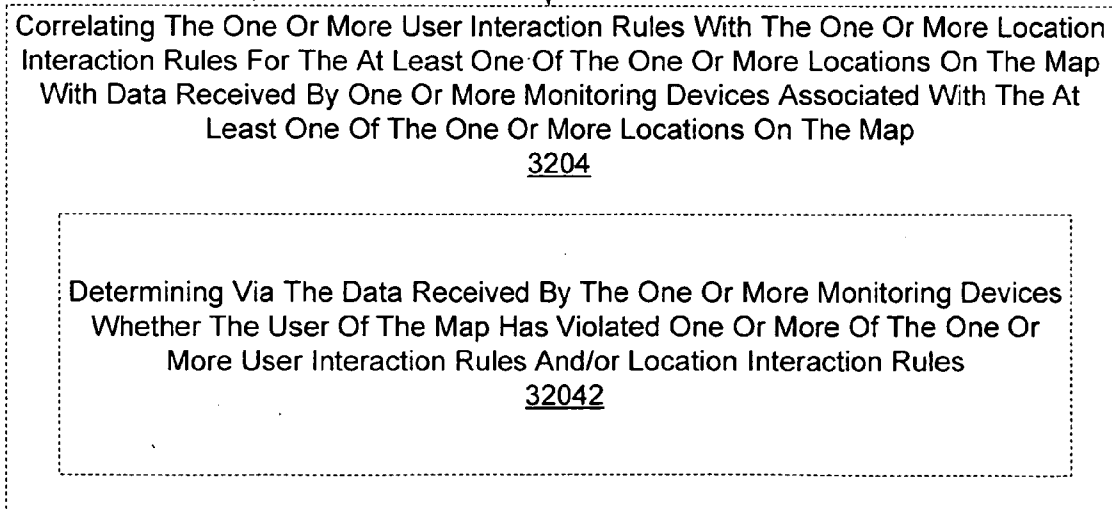 Correlating The One Or More User Interaction Rules With The One Or More Location
Interaction Rules For The At Least One Of The One Or More Locations On The Map
With Data Received By One Or More Monitoring Devices Associated With The At
Least One Of The One Or More Locations On The Map
3204
Determining Via The Data Received By The One Or More Monitoring Devices
Whether The User Of The Map Has Violated One Or More Of The One Or
More User Interaction Rules And/or Location Interaction Rules
32042